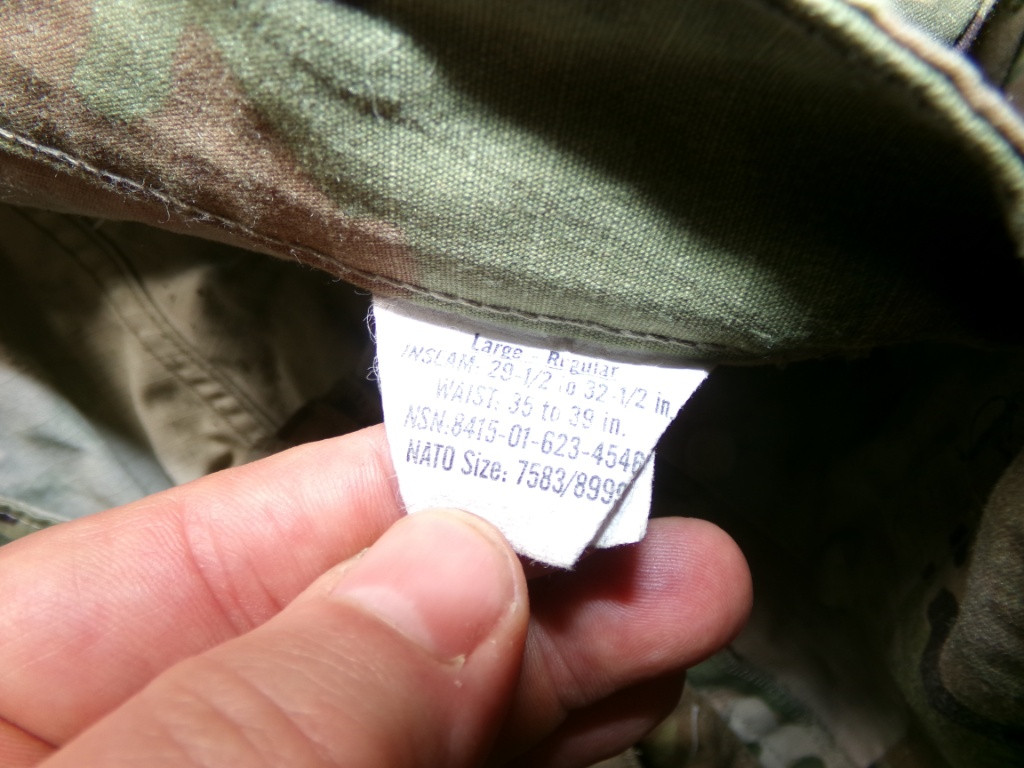 Large - Regular
INSEAM: 29-1/2 to 32-1/2 in.
WAIST: 35 to 39 in.
NSN:8415-01-623-4546
NATO Size: 7583/8999